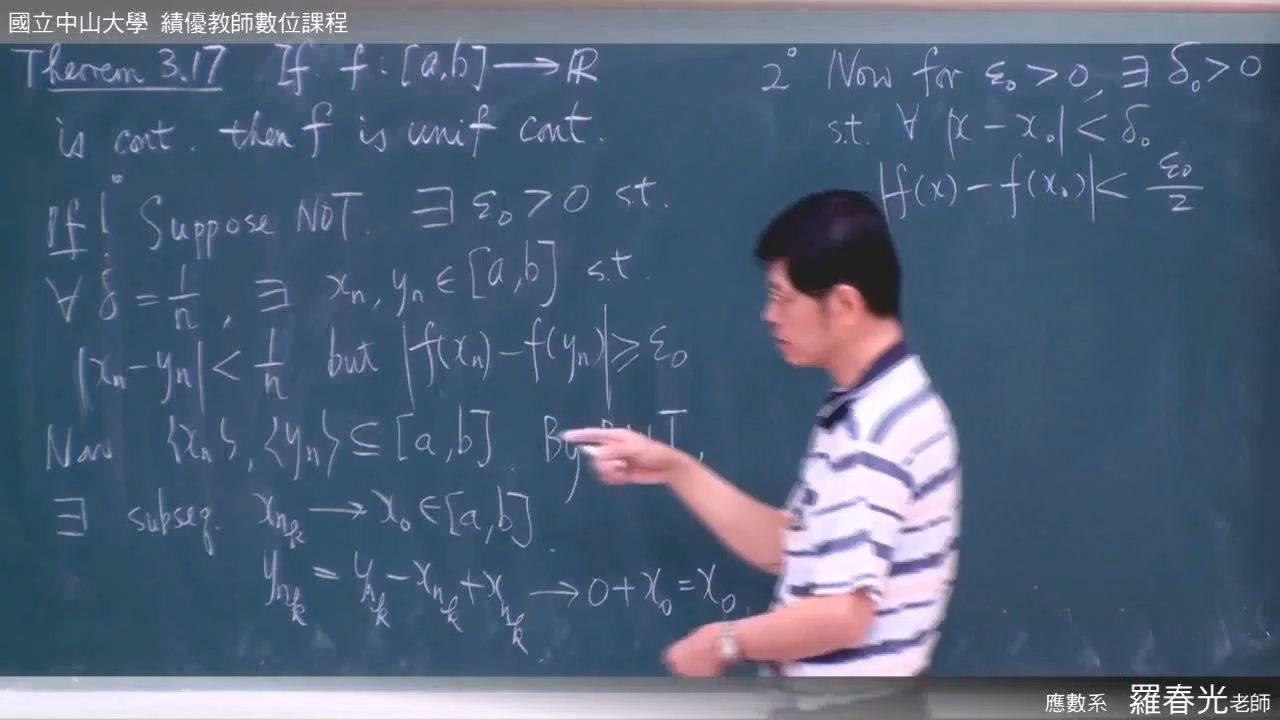 國立中山大學 績優教師數位課程
Theorem 3.17 If f : [a,b] → ℝ
is cont. then f is unif cont.
Pf 1° Suppose NOT. ∃ ε₀ > 0 st.
∀ δ = 1/n, ∃ xₙ, yₙ ∈ [a,b] s.t.
|xₙ - yₙ| < 1/n but |f(xₙ) - f(yₙ)| ≥ ε₀
Now {xₙ}, {yₙ} ⊆ [a,b]. By
∃ subseq. x_{n_k} → x₀ ∈ [a,b].
y_{n_k} = y_{n_k} - x_{n_k} + x_{n_k} → 0 + x₀ = x₀
2° Now for ε₀ > 0, ∃ δ₀ > 0
st. ∀ |x - x₀| < δ₀
|f(x) - f(x₀)| < ε₀/2
應數系 羅春光老師